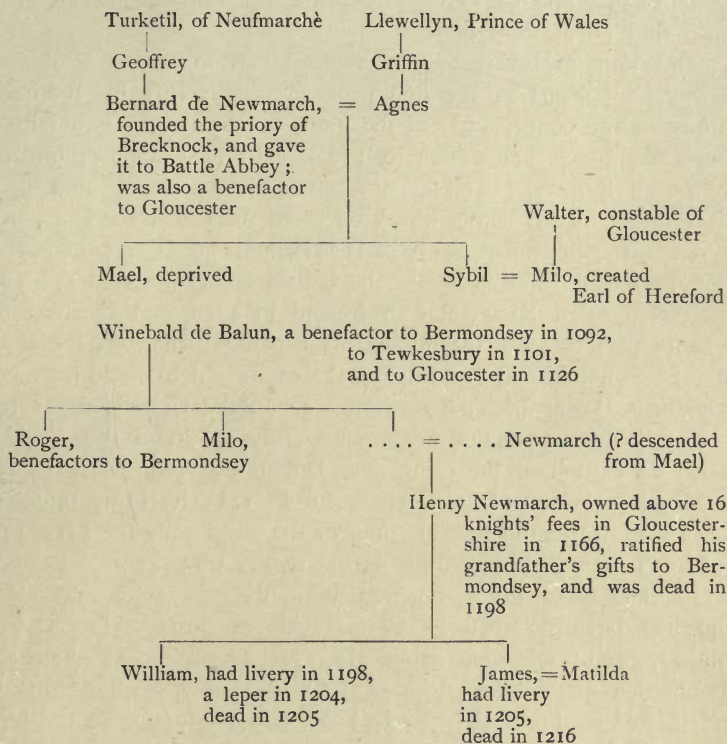 Turketil, of Neufmarchè Llewellyn, Prince of Wales
Geoffrey Griffin
Bernard de Newmarch, = Agnes
founded the priory of
Brecknock, and gave
it to Battle Abbey;
was also a benefactor
to Gloucester
Walter, constable of
Gloucester
Mael, deprived Sybil = Milo, created
Earl of Hereford
Winebald de Balun, a benefactor to Bermondsey in 1092,
to Tewkesbury in 1101,
and to Gloucester in 1126
Roger, Milo, .... = .... Newmarch (? descended
benefactors to Bermondsey from Mael)
Henry Newmarch, owned above 16
knights' fees in Gloucester-
shire in 1166, ratified his
grandfather's gifts to Ber-
mondsey, and was dead in
1198
William, had livery in 1198, James, = Matilda
a leper in 1204, had livery
dead in 1205 in 1205,
dead in 1216